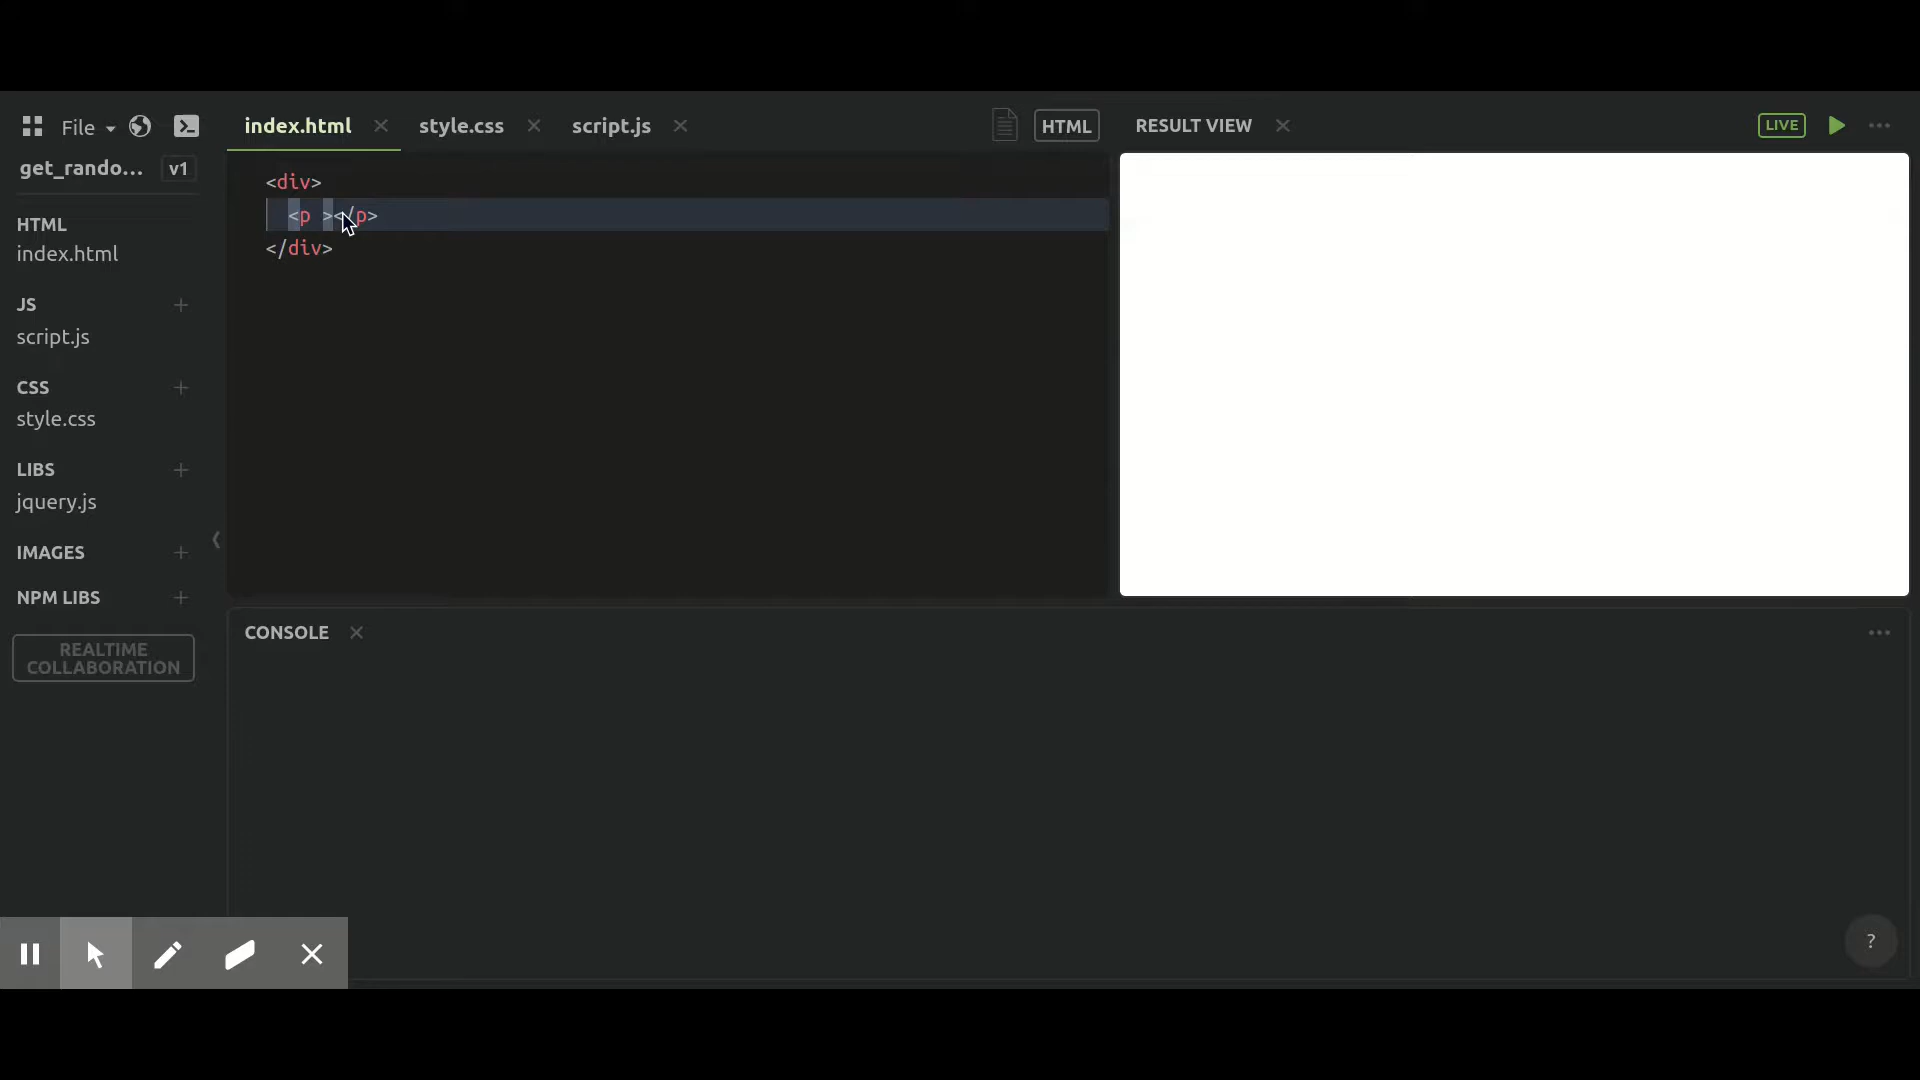 File
index.html
style.css
script.js
HTML
RESULT VIEW
LIVE
get_rando...
v1
HTML
index.html
JS
script.js
CSS
style.css
LIBS
jquery.js
IMAGES
NPM LIBS
REALTIME
COLLABORATION
<div>
<p ></p>
</div>
CONSOLE
?